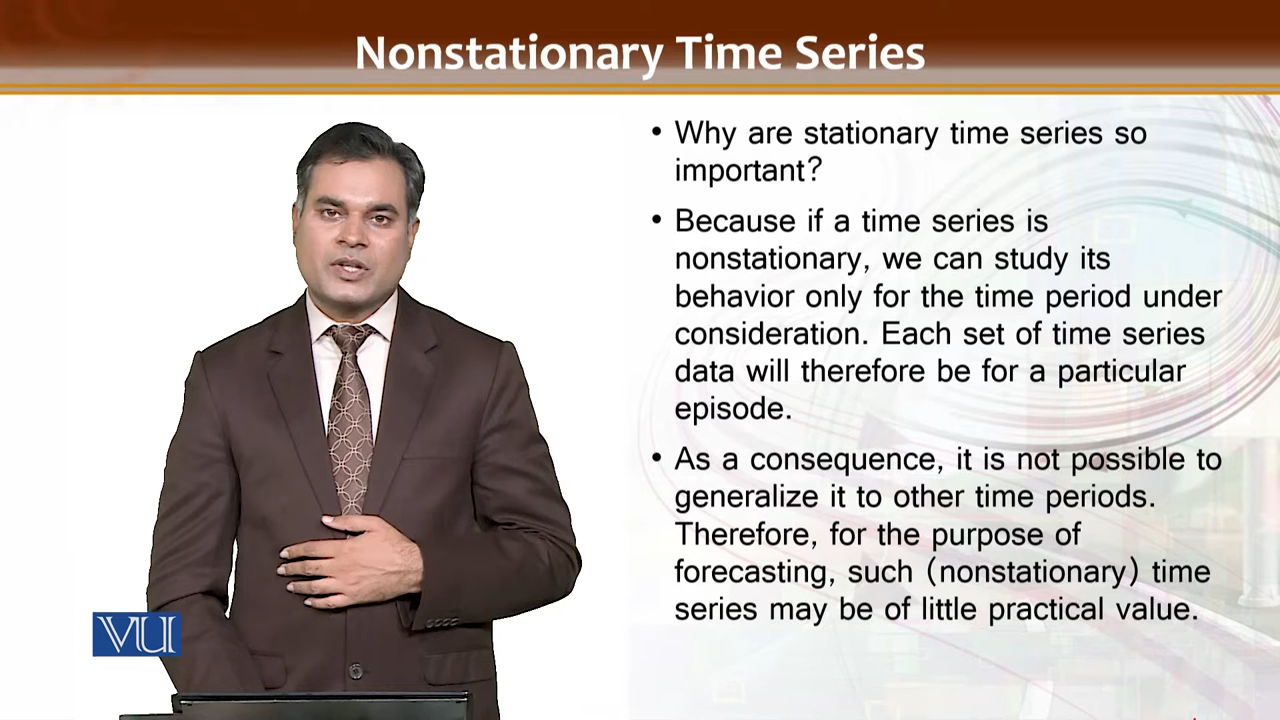 Nonstationary Time Series
• Why are stationary time series so
important?
• Because if a time series is
nonstationary, we can study its
behavior only for the time period under
consideration. Each set of time series
data will therefore be for a particular
episode.
• As a consequence, it is not possible to
generalize it to other time periods.
Therefore, for the purpose of
forecasting, such (nonstationary) time
series may be of little practical value.
VU